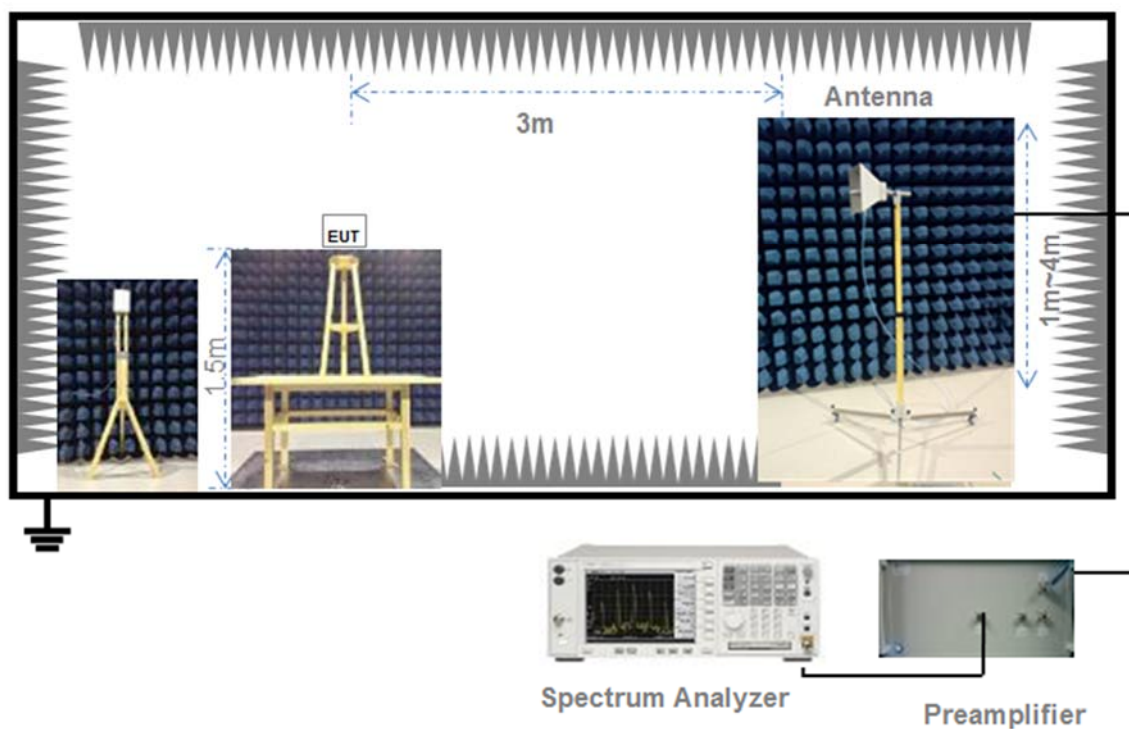 Antenna
3m
EUT
1.5m
1m~4m
Spectrum Analyzer
Preamplifier